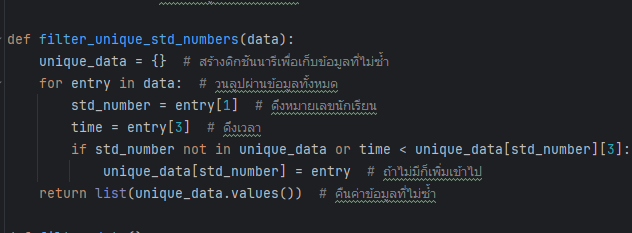 def filter_unique_std_numbers(data):
    unique_data = {}  # สร้างดิกชันนารีเพื่อเก็บข้อมูลที่ไม่ซ้ำ
    for entry in data:  # วนลูปผ่านข้อมูลทั้งหมด
        std_number = entry[1]  # ดึงหมายเลขนักเรียน
        time = entry[3]  # ดึงเวลา
        if std_number not in unique_data or time < unique_data[std_number][3]:
            unique_data[std_number] = entry  # ถ้าไม่มีก็เพิ่มเข้าไป
    return list(unique_data.values())  # คืนค่าข้อมูลที่ไม่ซ้ำ